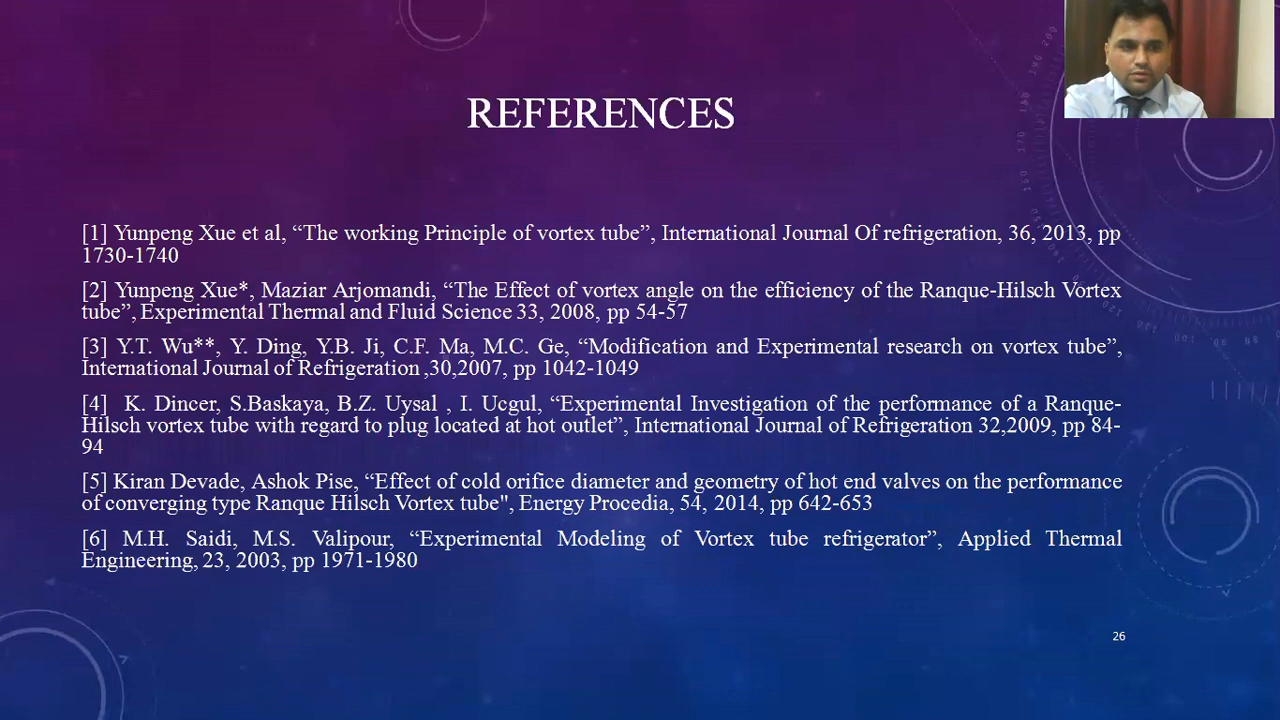 REFERENCES
[1] Yunpeng Xue et al, “The working Principle of vortex tube”, International Journal Of refrigeration, 36, 2013, pp
1730-1740
[2] Yunpeng Xue*, Maziar Arjomandi, “The Effect of vortex angle on the efficiency of the Ranque-Hilsch Vortex
tube”, Experimental Thermal and Fluid Science 33, 2008, pp 54-57
[3] Y.T. Wu**, Y. Ding, Y.B. Ji, C.F. Ma, M.C. Ge, “Modification and Experimental research on vortex tube”,
International Journal of Refrigeration ,30,2007, pp 1042-1049
[4] K. Dincer, S.Baskaya, B.Z. Uysal , I. Ucgul, “Experimental Investigation of the performance of a Ranque-
Hilsch vortex tube with regard to plug located at hot outlet”, International Journal of Refrigeration 32,2009, pp 84-
94
[5] Kiran Devade, Ashok Pise, “Effect of cold orifice diameter and geometry of hot end valves on the performance
of converging type Ranque Hilsch Vortex tube", Energy Procedia, 54, 2014, pp 642-653
[6] M.H. Saidi, M.S. Valipour, “Experimental Modeling of Vortex tube refrigerator”, Applied Thermal
Engineering, 23, 2003, pp 1971-1980
26